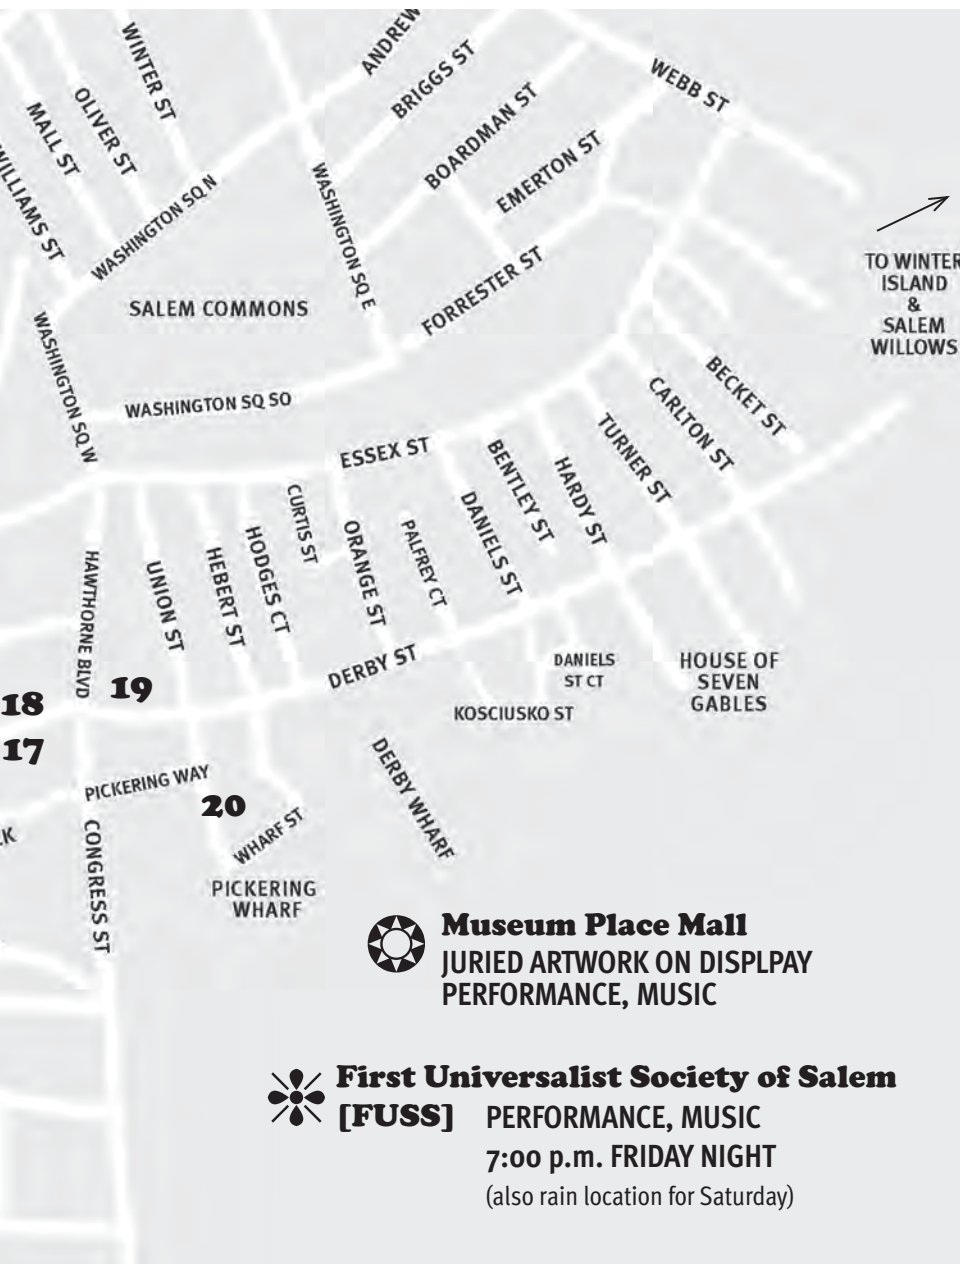 WINTER ST
ANDREW
BRIGGS ST
WEBB ST
OLIVER ST
MALL ST
BOARDMAN ST
WILLIAMS ST
EMERTON ST
WASHINGTON SQ N
WASHINGTON SQ E
FORRESTER ST
TO WINTER
ISLAND
&
SALEM
WILLOWS
SALEM COMMONS
WASHINGTON SQ W
WASHINGTON SQ SO
BECKET ST
CARLTON ST
ESSEX ST
TURNER ST
BENTLEY ST
HARDY ST
CURTIS ST
DANIELS ST
PALFREY CT
ORANGE ST
HODGES CT
HEBERT ST
UNION ST
HAWTHORNE BLVD
DERBY ST
DANIELS
ST CT
HOUSE OF
SEVEN
GABLES
18
19
17
KOSCIUSKO ST
DERBY WHARF
PICKERING WAY
20
WHARF ST
CK
CONGRESS ST
PICKERING
WHARF
Museum Place Mall
JURIED ARTWORK ON DISPLPAY
PERFORMANCE, MUSIC
First Universalist Society of Salem
[FUSS] PERFORMANCE, MUSIC
7:00 p.m. FRIDAY NIGHT
(also rain location for Saturday)